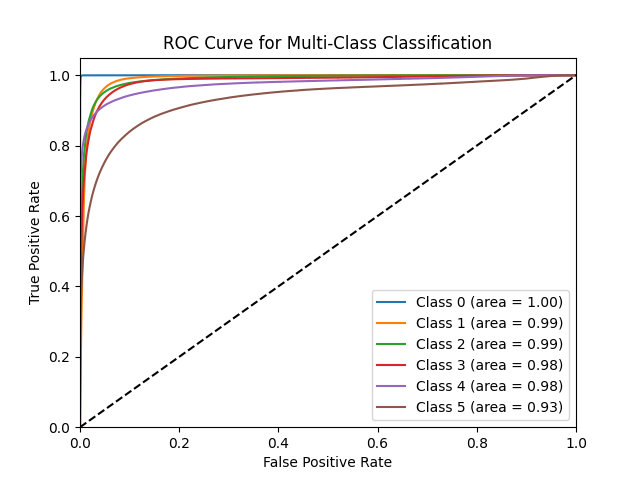 ROC Curve for Multi-Class Classification
True Positive Rate
1.0
0.8
0.6
0.4
0.2
0.0
Class 0 (area = 1.00)
Class 1 (area = 0.99)
Class 2 (area = 0.99)
Class 3 (area = 0.98)
Class 4 (area = 0.98)
Class 5 (area = 0.93)
0.0 0.2 0.4 0.6 0.8 1.0
False Positive Rate